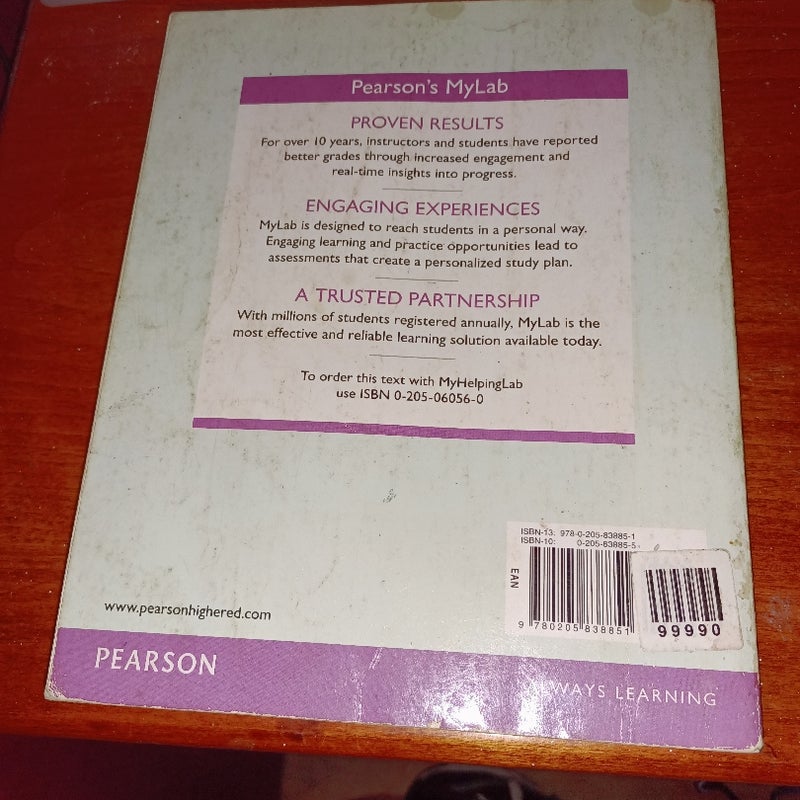 Pearson's MyLab
PROVEN RESULTS
For over 10 years, instructors and students have reported
better grades through increased engagement and
real-time insights into progress.
ENGAGING EXPERIENCES
MyLab is designed to reach students in a personal way.
Engaging learning and practice opportunities lead to
assessments that create a personalized study plan.
A TRUSTED PARTNERSHIP
With millions of students registered annually, MyLab is the
most effective and reliable learning solution available today.
To order this text with MyHelpingLab
use ISBN 0-205-06056-0
ISBN-13: 978-0-205-83885-1
ISBN-10: 0-205-83885-5
EAN
9 780205 838851
99990
www.pearsonhighered.com
PEARSON
WAYS LEARNING